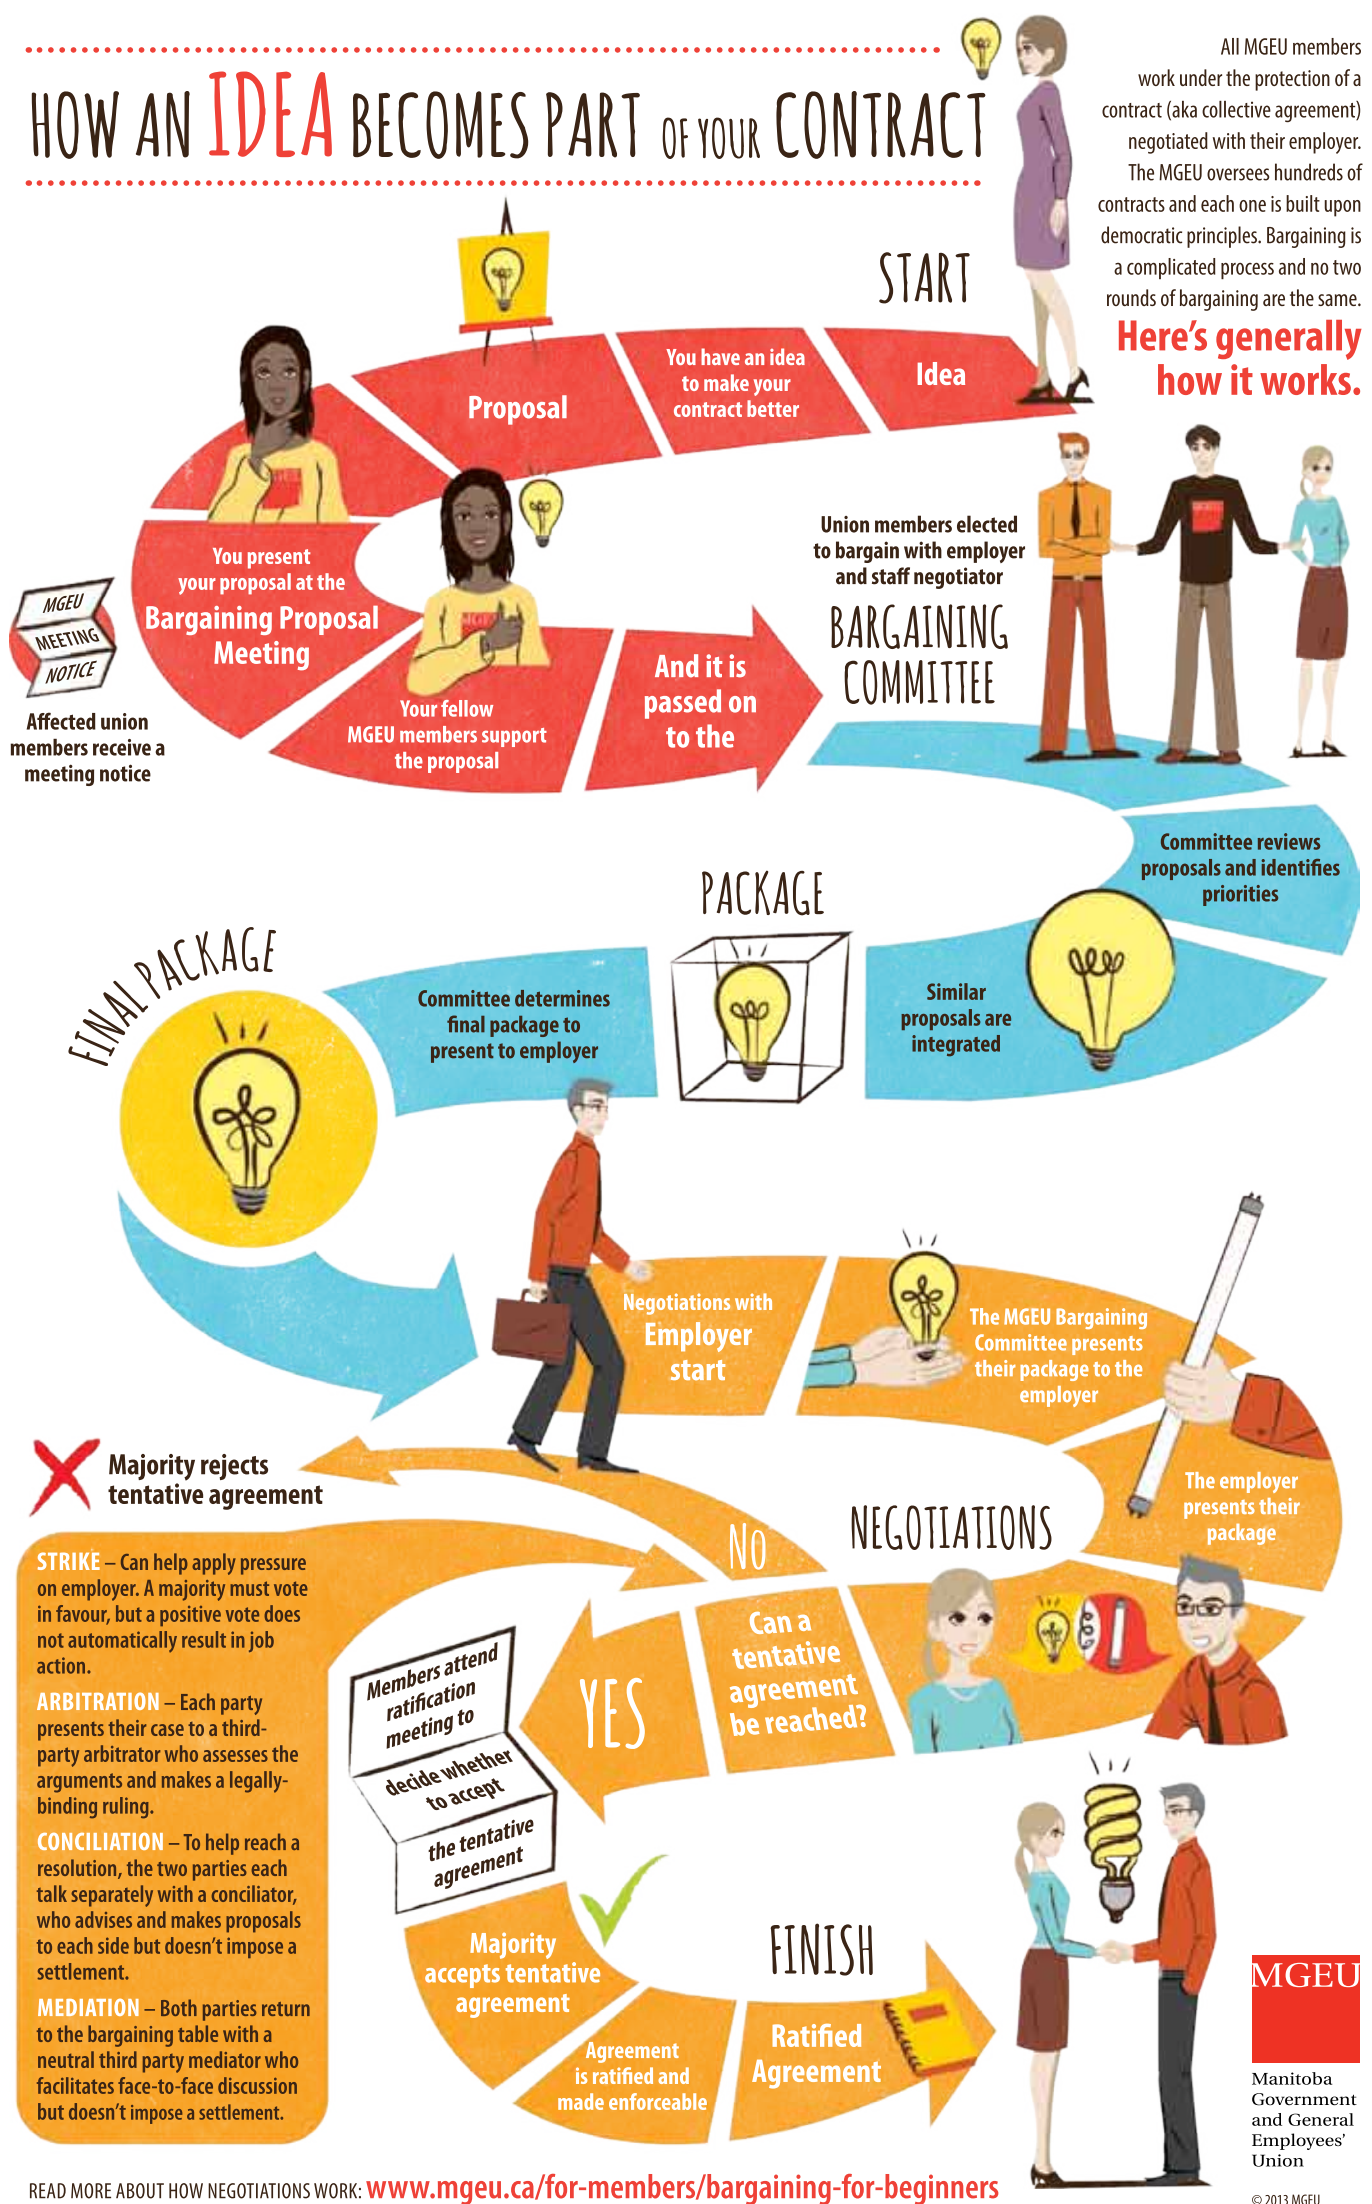 HOW AN IDEA BECOMES PART OF YOUR CONTRACT
All MGEU members
work under the protection of a
contract (aka collective agreement)
negotiated with their employer.
The MGEU oversees hundreds of
contracts and each one is built upon
democratic principles. Bargaining is
a complicated process and no two
rounds of bargaining are the same.
Here's generally
how it works.
START
Idea
You have an idea
to make your
contract better
Proposal
MGEU
MEETING
NOTICE
Affected union
members receive a
meeting notice
You present
your proposal at the
Bargaining Proposal
Meeting
MGEU
Your fellow
MGEU members support
the proposal
And it is
passed on
to the
Union members elected
to bargain with employer
and staff negotiator
BARGAINING
COMMITTEE
Committee reviews
proposals and identifies
priorities
Similar
proposals are
integrated
PACKAGE
Committee determines
final package to
present to employer
FINAL PACKAGE
Negotiations with
Employer
start
The MGEU Bargaining
Committee presents
their package to the
employer
The employer
presents their
package
NEGOTIATIONS
Can a
tentative
agreement
be reached?
NO
Majority rejects
tentative agreement
STRIKE – Can help apply pressure
on employer. A majority must vote
in favour, but a positive vote does
not automatically result in job
action.
ARBITRATION – Each party
presents their case to a third-
party arbitrator who assesses the
arguments and makes a legally-
binding ruling.
CONCILIATION – To help reach a
resolution, the two parties each
talk separately with a conciliator,
who advises and makes proposals
to each side but doesn't impose a
settlement.
MEDIATION – Both parties return
to the bargaining table with a
neutral third party mediator who
facilitates face-to-face discussion
but doesn't impose a settlement.
YES
Members attend
ratification
meeting to
decide whether
to accept
the tentative
agreement
Majority
accepts tentative
agreement
Agreement
is ratified and
made enforceable
FINISH
Ratified
Agreement
MGEU
Manitoba
Government
and General
Employees'
Union
© 2013 MGEU
READ MORE ABOUT HOW NEGOTIATIONS WORK: www.mgeu.ca/for-members/bargaining-for-beginners